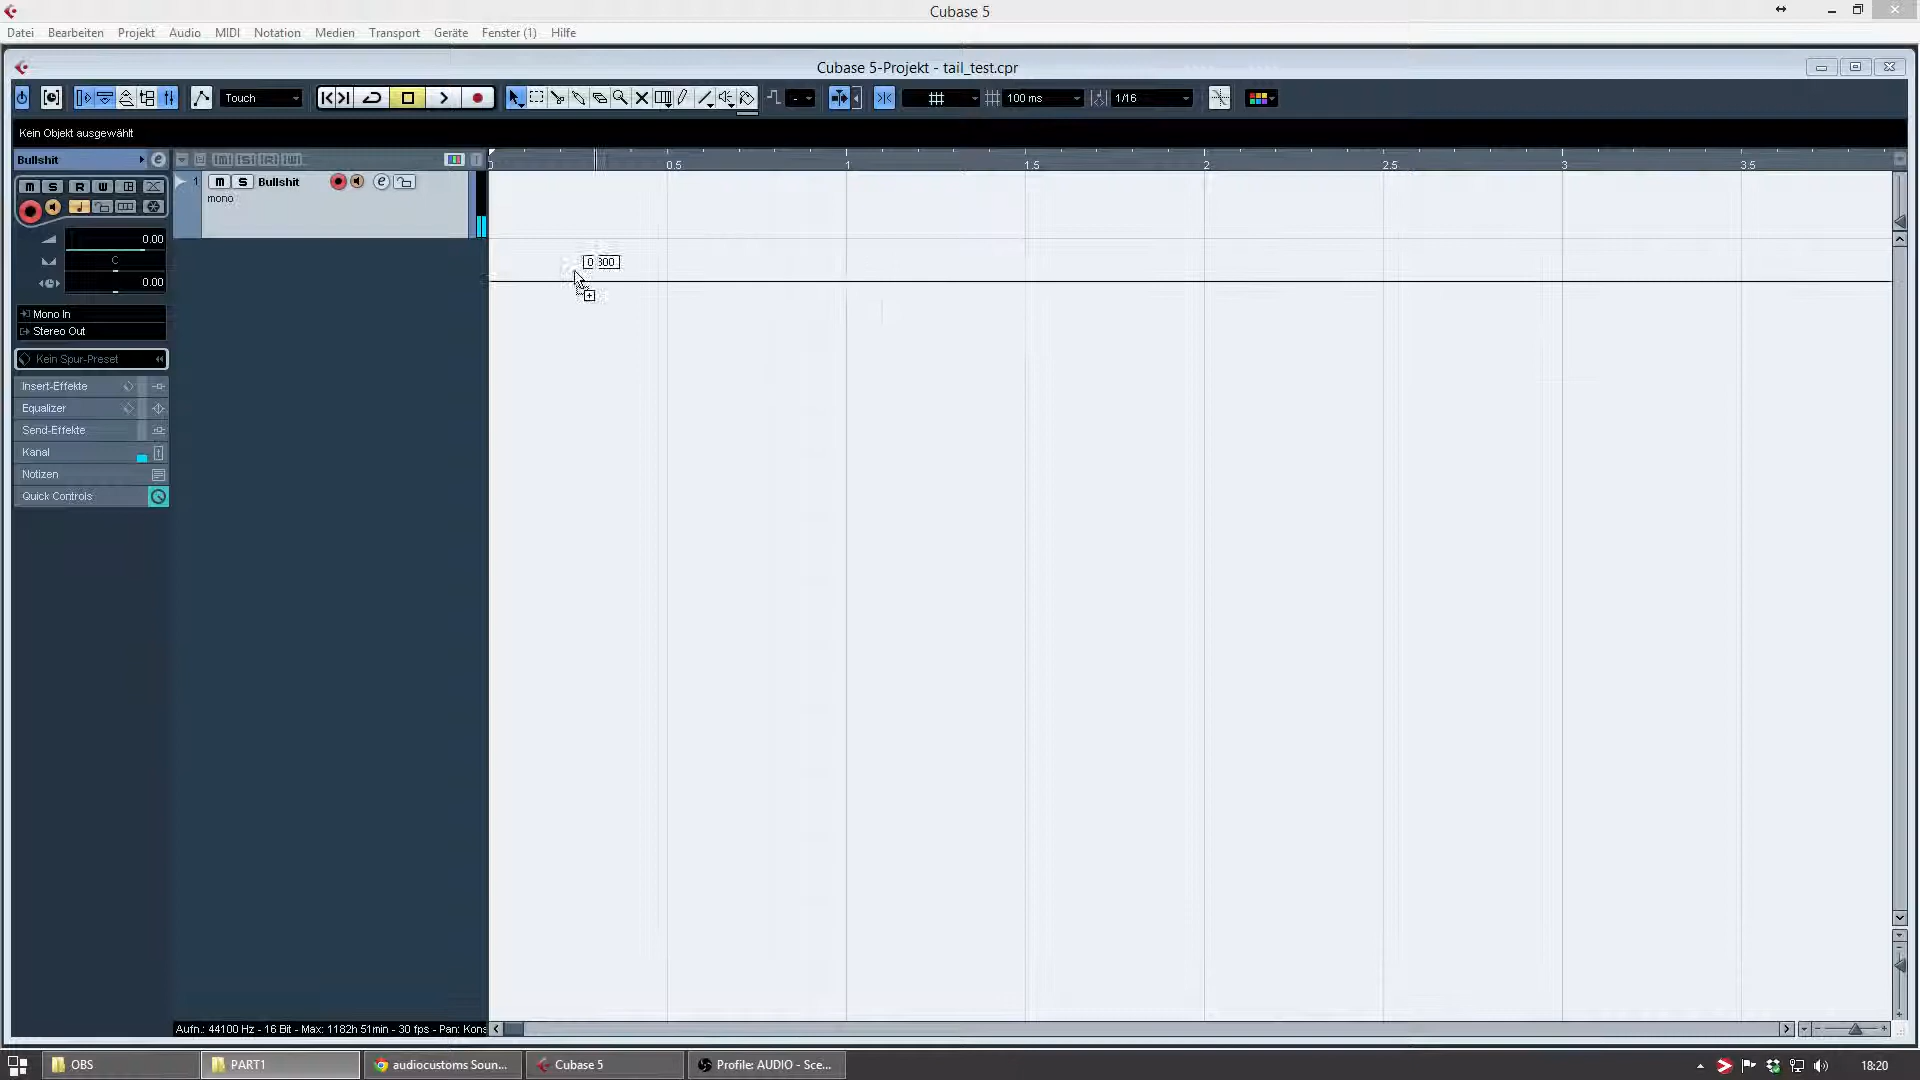 Cubase 5
Datei Bearbeiten Projekt Audio MIDI Notation Medien Transport Geräte Fenster (1) Hilfe
Cubase 5-Projekt - tail_test.cpr
Touch 100 ms 1/16
Kein Objekt ausgewählt
Bullshit
0.5 1 1.5 2 2.5 3 3.5
M S R W
1 M S Bullshit
mono
0.00
C
0.00
Mono In
Stereo Out
Kein Spur-Preset
Insert-Effekte
Equalizer
Send-Effekte
Kanal
Notizen
Quick Controls
Aufn.: 44100 Hz - 16 Bit - Max: 1182h 51min - 30 fps - Pan: Kons
OBS PART1 audiocustoms Soun... Cubase 5 Profile: AUDIO - Sce... 18:20